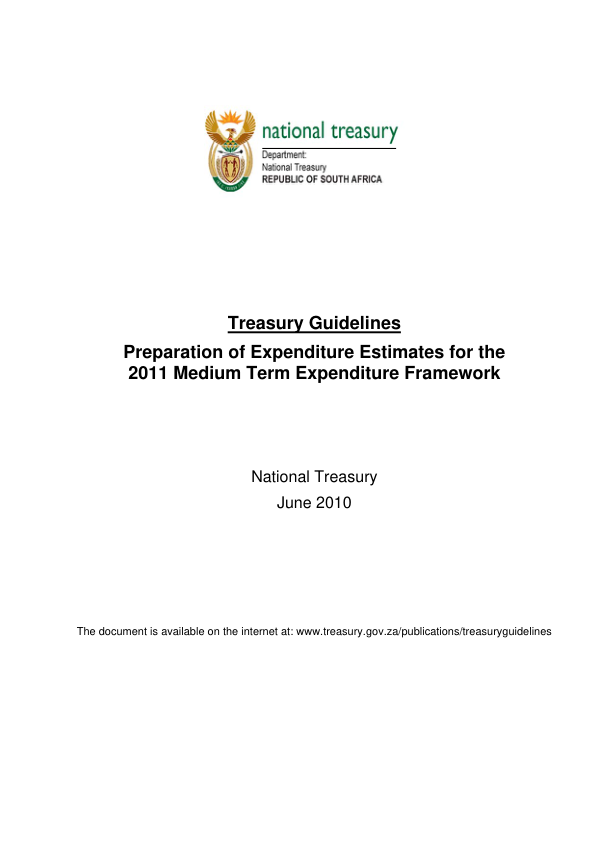 national treasury
Department:
National Treasury
REPUBLIC OF SOUTH AFRICA
Treasury Guidelines
Preparation of Expenditure Estimates for the
2011 Medium Term Expenditure Framework
National Treasury
June 2010
The document is available on the internet at: www.treasury.gov.za/publications/treasuryguidelines